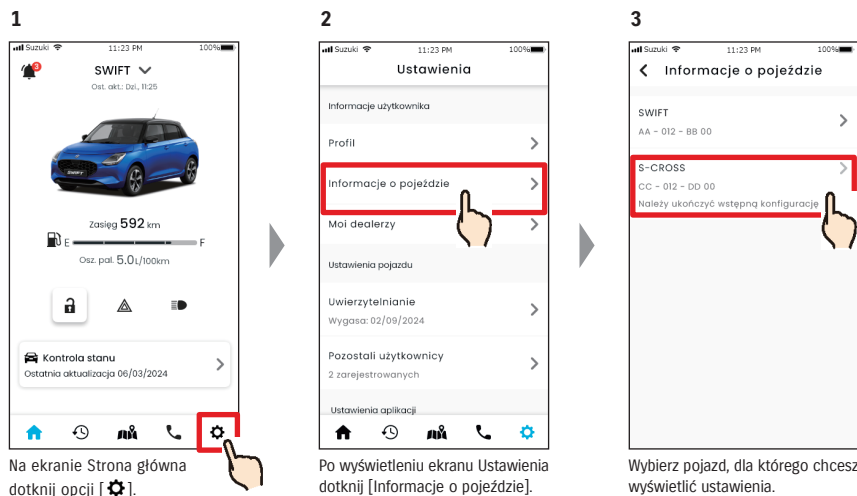 1
Suzuki 11:23 PM 100%
3
SWIFT
Ost. akt.: Dzi., 11:25
SWIFT
Zasięg 592 km
E F
Osz. pal. 5.0L/100km
Kontrola stanu
Ostatnia aktualizacja 06/03/2024
Na ekranie Strona główna
dotknij opcji [ ].
2
Suzuki 11:23 PM 100%
Ustawienia
Informacje użytkownika
Profil
Informacje o pojeździe
Moi dealerzy
Ustawienia pojazdu
Uwierzytelnianie
Wygasa: 02/09/2024
Pozostali użytkownicy
2 zarejestrowanych
Ustawienia aplikacji
Po wyświetleniu ekranu Ustawienia
dotknij [Informacje o pojeździe].
3
Suzuki 11:23 PM 100%
Informacje o pojeździe
SWIFT
AA - 012 - BB 00
S-CROSS
CC - 012 - DD 00
Należy ukończyć wstępną konfigurację
Wybierz pojazd, dla którego chcesz
wyświetlić ustawienia.